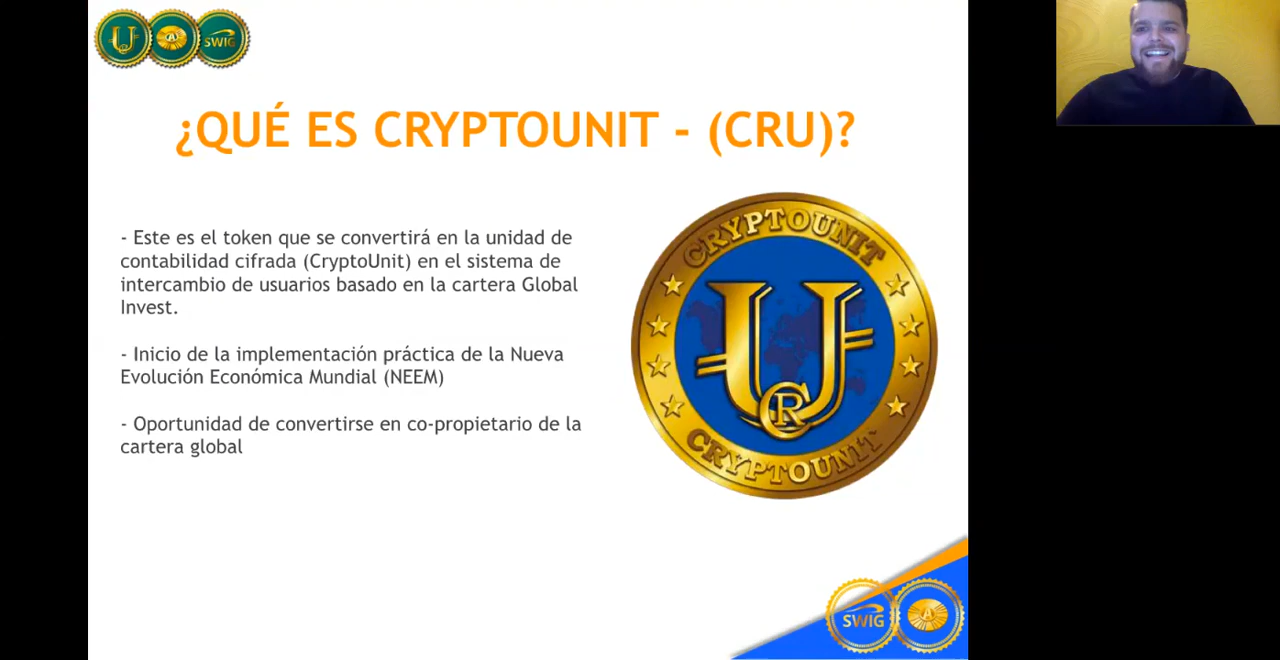 SWIG
¿QUÉ ES CRYPTOUNIT - (CRU)?
- Este es el token que se convertirá en la unidad de
contabilidad cifrada (CryptoUnit) en el sistema de
intercambio de usuarios basado en la cartera Global
Invest.
- Inicio de la implementación práctica de la Nueva
Evolución Económica Mundial (NEEM)
- Oportunidad de convertirse en co-propietario de la
cartera global
CRYPTOUNIT
UCR
CRYPTOUNIT
SWIG
A